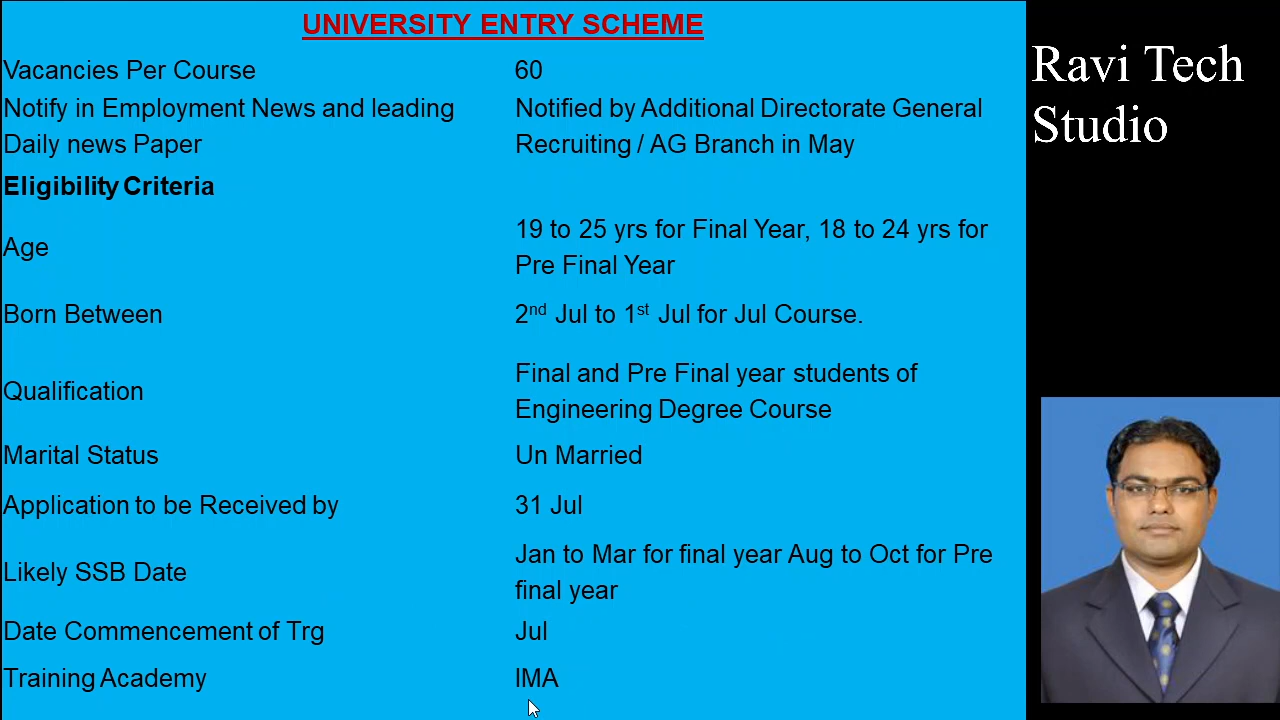 UNIVERSITY ENTRY SCHEME
Vacancies Per Course 60
Notify in Employment News and leading Notified by Additional Directorate General
Daily news Paper Recruiting / AG Branch in May
Eligibility Criteria
Age
19 to 25 yrs for Final Year, 18 to 24 yrs for
Pre Final Year
Born Between 2nd Jul to 1st Jul for Jul Course.
Qualification
Final and Pre Final year students of
Engineering Degree Course
Marital Status Un Married
Application to be Received by 31 Jul
Likely SSB Date
Jan to Mar for final year Aug to Oct for Pre
final year
Date Commencement of Trg Jul
Training Academy IMA
Ravi Tech
Studio